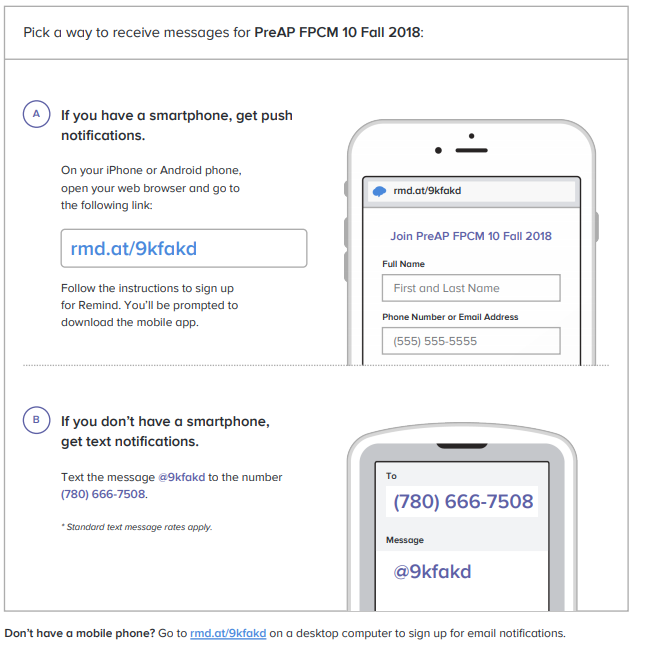 Pick a way to receive messages for PreAP FPCM 10 Fall 2018:
A
If you have a smartphone, get push
notifications.
On your iPhone or Android phone,
open your web browser and go to
the following link:
rmd.at/9kfakd
Follow the instructions to sign up
for Remind. You'll be prompted to
download the mobile app.
rmd.at/9kfakd
Join PreAP FPCM 10 Fall 2018
Full Name
First and Last Name
Phone Number or Email Address
(555) 555-5555
B
If you don't have a smartphone,
get text notifications.
Text the message @9kfakd to the number
(780) 666-7508.
* Standard text message rates apply.
To
(780) 666-7508
Message
@9kfakd
Don't have a mobile phone? Go to rmd.at/9kfakd on a desktop computer to sign up for email notifications.